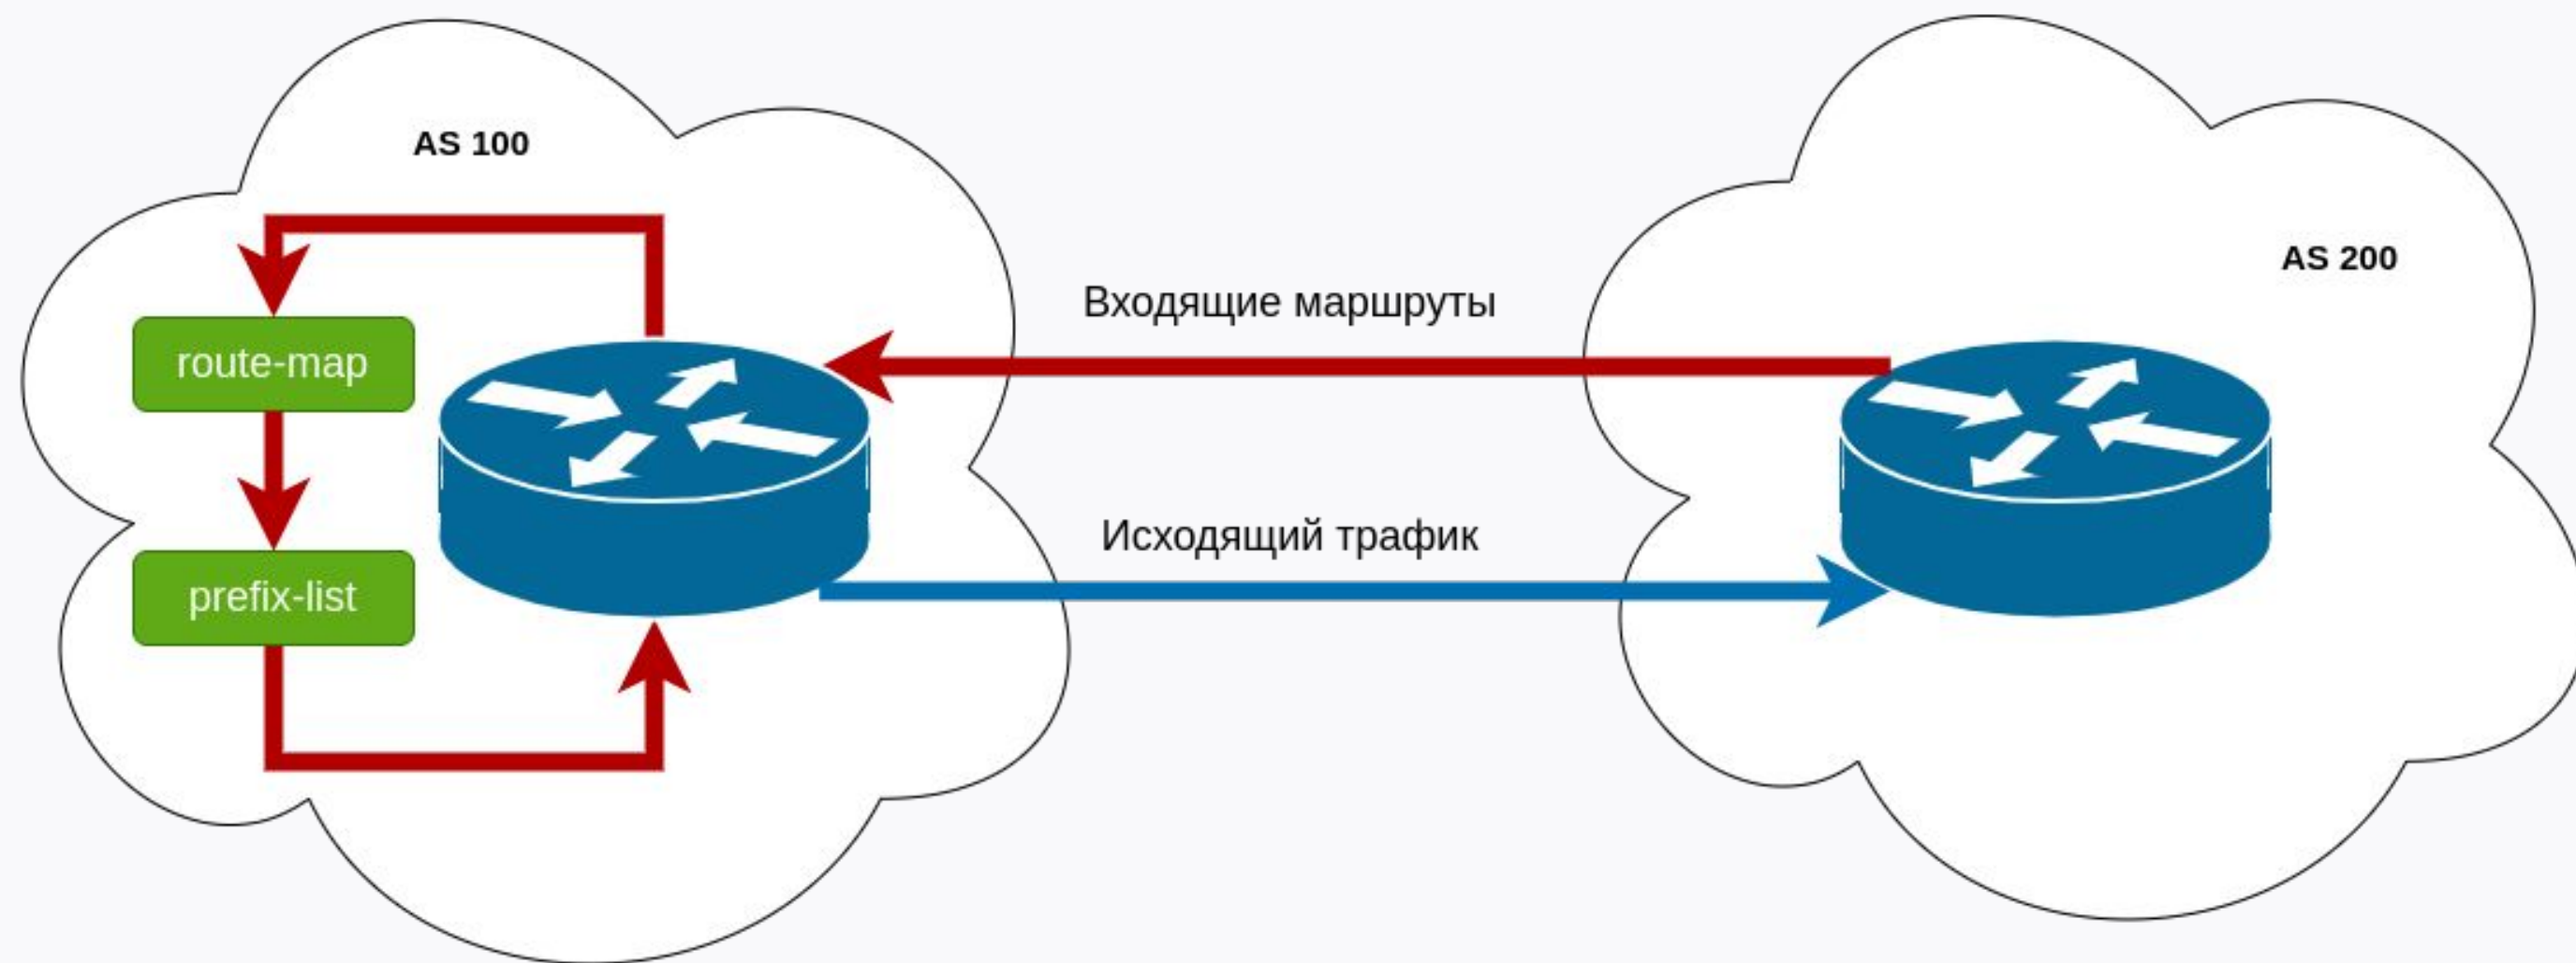 AS 100
AS 200
Входящие маршруты
route-map
Исходящий трафик
prefix-list